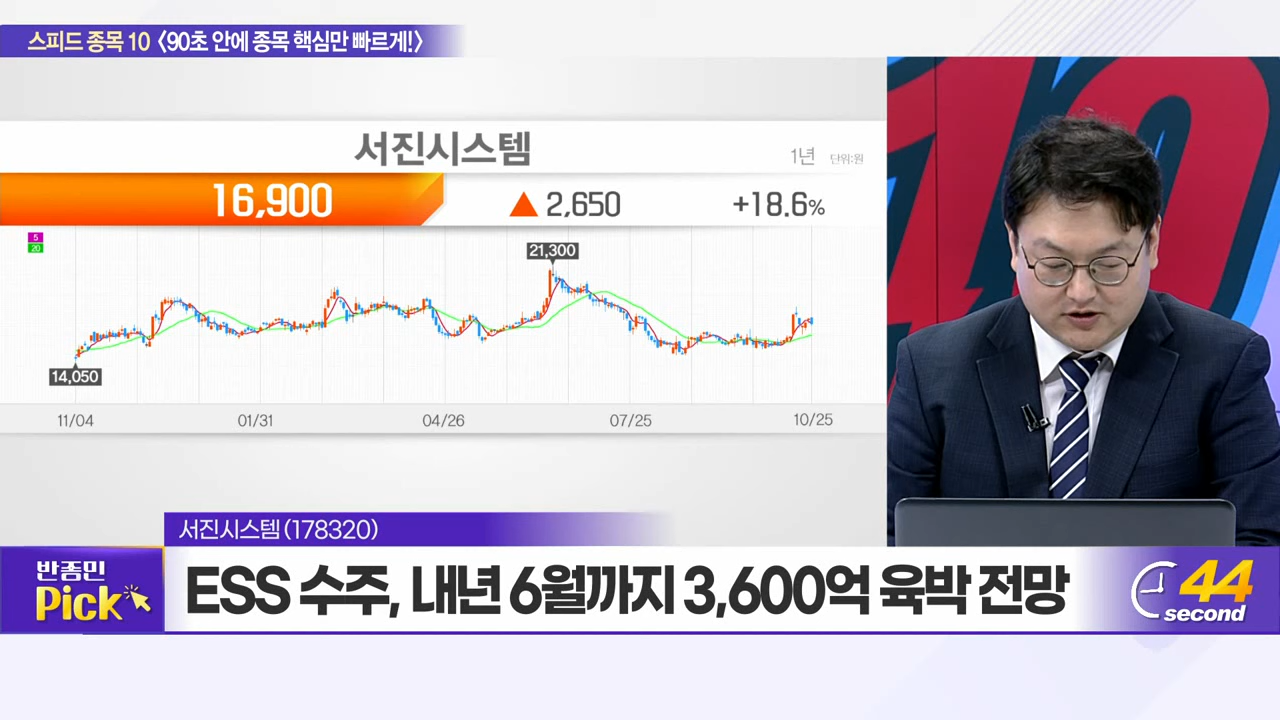 스피드 종목 10 〈90초 안에 종목 핵심만 빠르게!〉
서진시스템
1년 단위:원
16,900 ▲ 2,650 +18.6%
5
20
21,300
14,050
11/04 01/31 04/26 07/25 10/25
서진시스템(178320)
반종민
Pick
ESS 수주, 내년 6월까지 3,600억 육박 전망
44
second